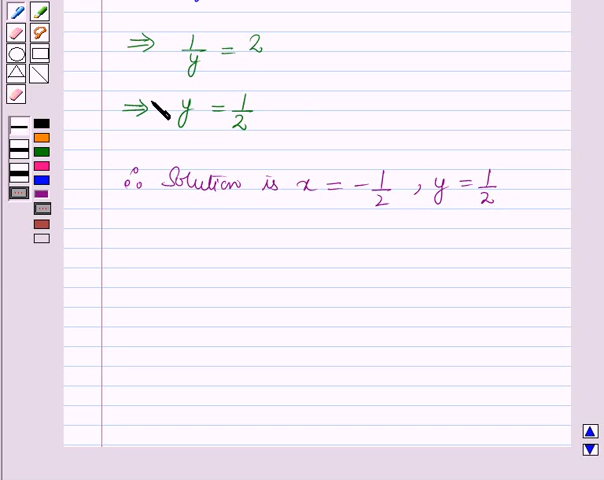 ⇒ 1/y = 2
⇒ y = 1/2
∴ Solution is x = -1/2 , y = 1/2